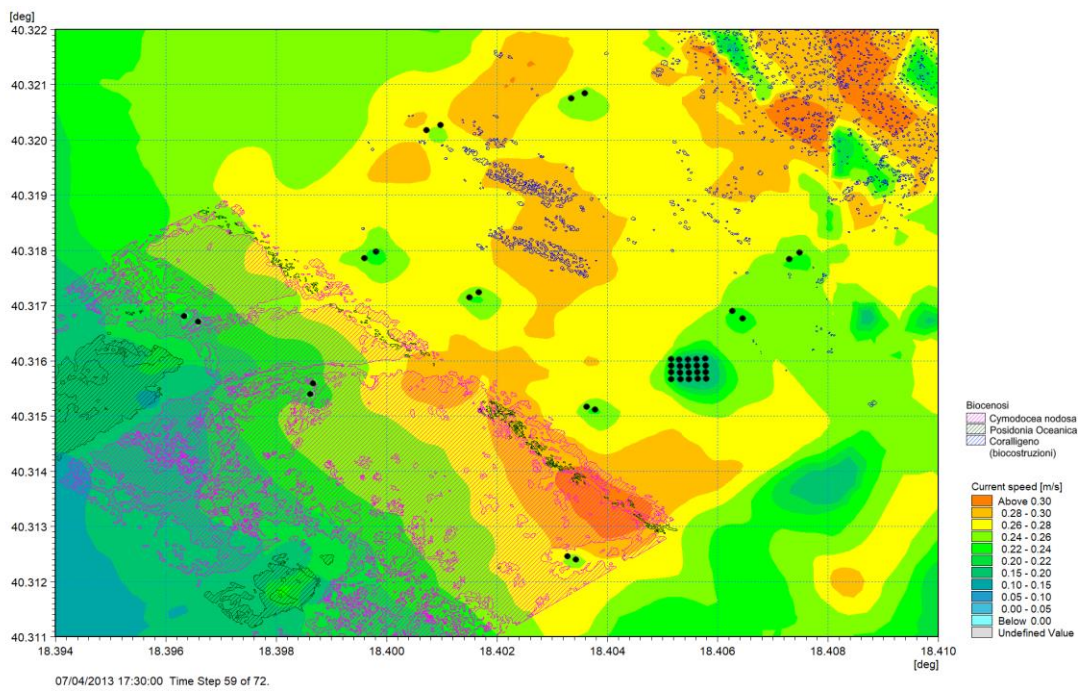 [deg]
40.322
40.321
40.320
40.319
40.318
40.317
40.316
40.315
40.314
40.313
40.312
40.311
18.394 18.396 18.398 18.400 18.402 18.404 18.406 18.408 18.410
[deg]
07/04/2013 17:30:00 Time Step 59 of 72.
Biocenosi
Cymodocea nodosa
Posidonia Oceanica
Coralligeno
(biocostruzioni)
Current speed [m/s]
Above 0.30
0.28 - 0.30
0.26 - 0.28
0.24 - 0.26
0.22 - 0.24
0.20 - 0.22
0.15 - 0.20
0.10 - 0.15
0.05 - 0.10
0.00 - 0.05
Below 0.00
Undefined Value